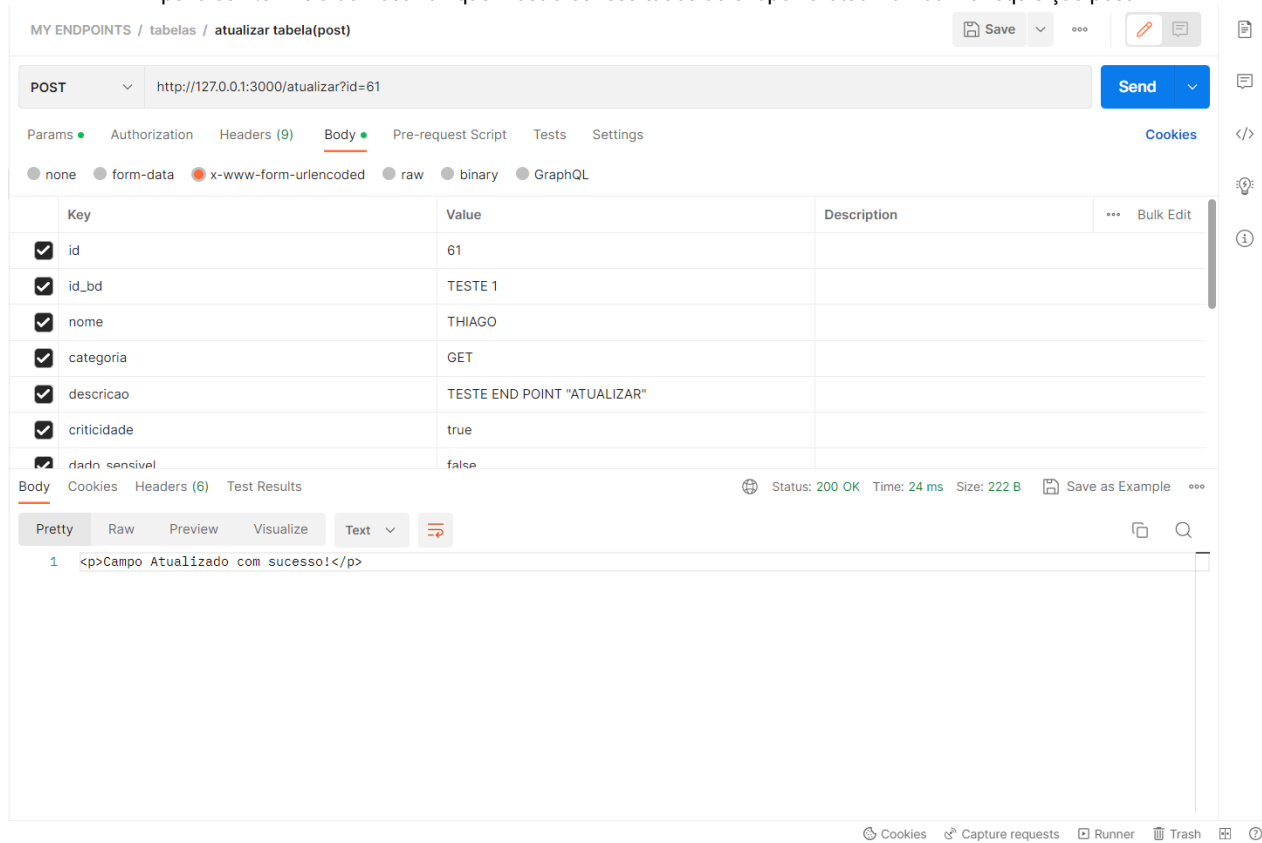 MY ENDPOINTS / tabelas / atualizar tabela(post)
Save
POST
http://127.0.0.1:3000/atualizar?id=61
Send
Params
Authorization
Headers (9)
Body
Pre-request Script
Tests
Settings
Cookies
none
form-data
x-www-form-urlencoded
raw
binary
GraphQL
Key Value Description Bulk Edit
id 61
id_bd TESTE 1
nome THIAGO
categoria GET
descricao TESTE END POINT "ATUALIZAR"
criticidade true
dado_sensivel false
Body Cookies Headers (6) Test Results
Status: 200 OK Time: 24 ms Size: 222 B Save as Example
Pretty Raw Preview Visualize Text
1 <p>Campo Atualizado com sucesso!</p>
Cookies Capture requests Runner Trash